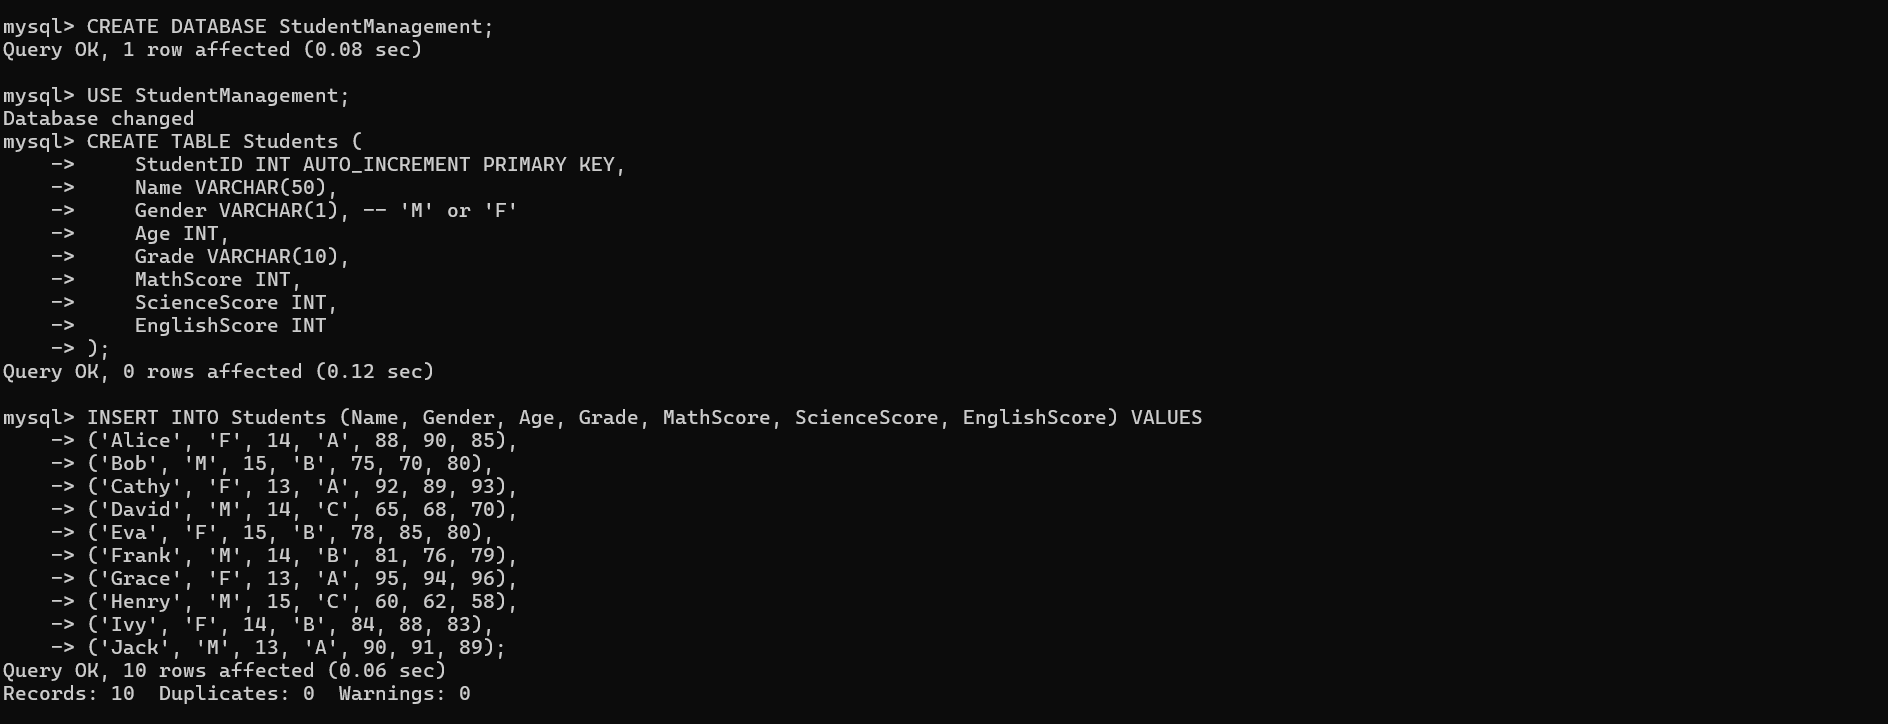 mysql> CREATE DATABASE StudentManagement;
Query OK, 1 row affected (0.08 sec)

mysql> USE StudentManagement;
Database changed
mysql> CREATE TABLE Students (
    ->     StudentID INT AUTO_INCREMENT PRIMARY KEY,
    ->     Name VARCHAR(50),
    ->     Gender VARCHAR(1), -- 'M' or 'F'
    ->     Age INT,
    ->     Grade VARCHAR(10),
    ->     MathScore INT,
    ->     ScienceScore INT,
    ->     EnglishScore INT
    -> );
Query OK, 0 rows affected (0.12 sec)

mysql> INSERT INTO Students (Name, Gender, Age, Grade, MathScore, ScienceScore, EnglishScore) VALUES
    -> ('Alice', 'F', 14, 'A', 88, 90, 85),
    -> ('Bob', 'M', 15, 'B', 75, 70, 80),
    -> ('Cathy', 'F', 13, 'A', 92, 89, 93),
    -> ('David', 'M', 14, 'C', 65, 68, 70),
    -> ('Eva', 'F', 15, 'B', 78, 85, 80),
    -> ('Frank', 'M', 14, 'B', 81, 76, 79),
    -> ('Grace', 'F', 13, 'A', 95, 94, 96),
    -> ('Henry', 'M', 15, 'C', 60, 62, 58),
    -> ('Ivy', 'F', 14, 'B', 84, 88, 83),
    -> ('Jack', 'M', 13, 'A', 90, 91, 89);
Query OK, 10 rows affected (0.06 sec)
Records: 10  Duplicates: 0  Warnings: 0